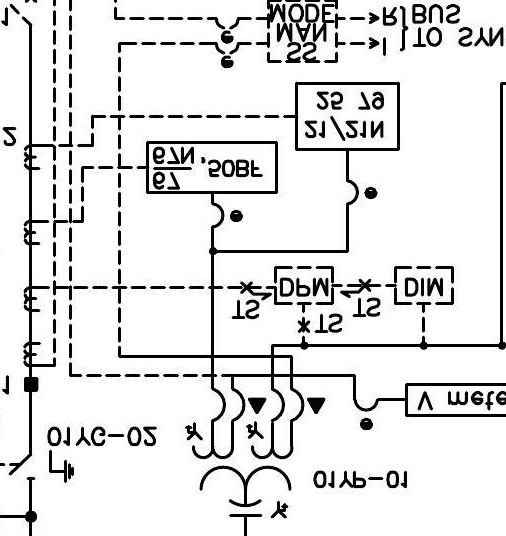 MODE
R BUS
MAN
I TO SYN
SS
25 79
21/21N
2
67N
,50BF
67
DPM
DIM
TS
TS
TS
1
V mete
01YG-02
01YP-01